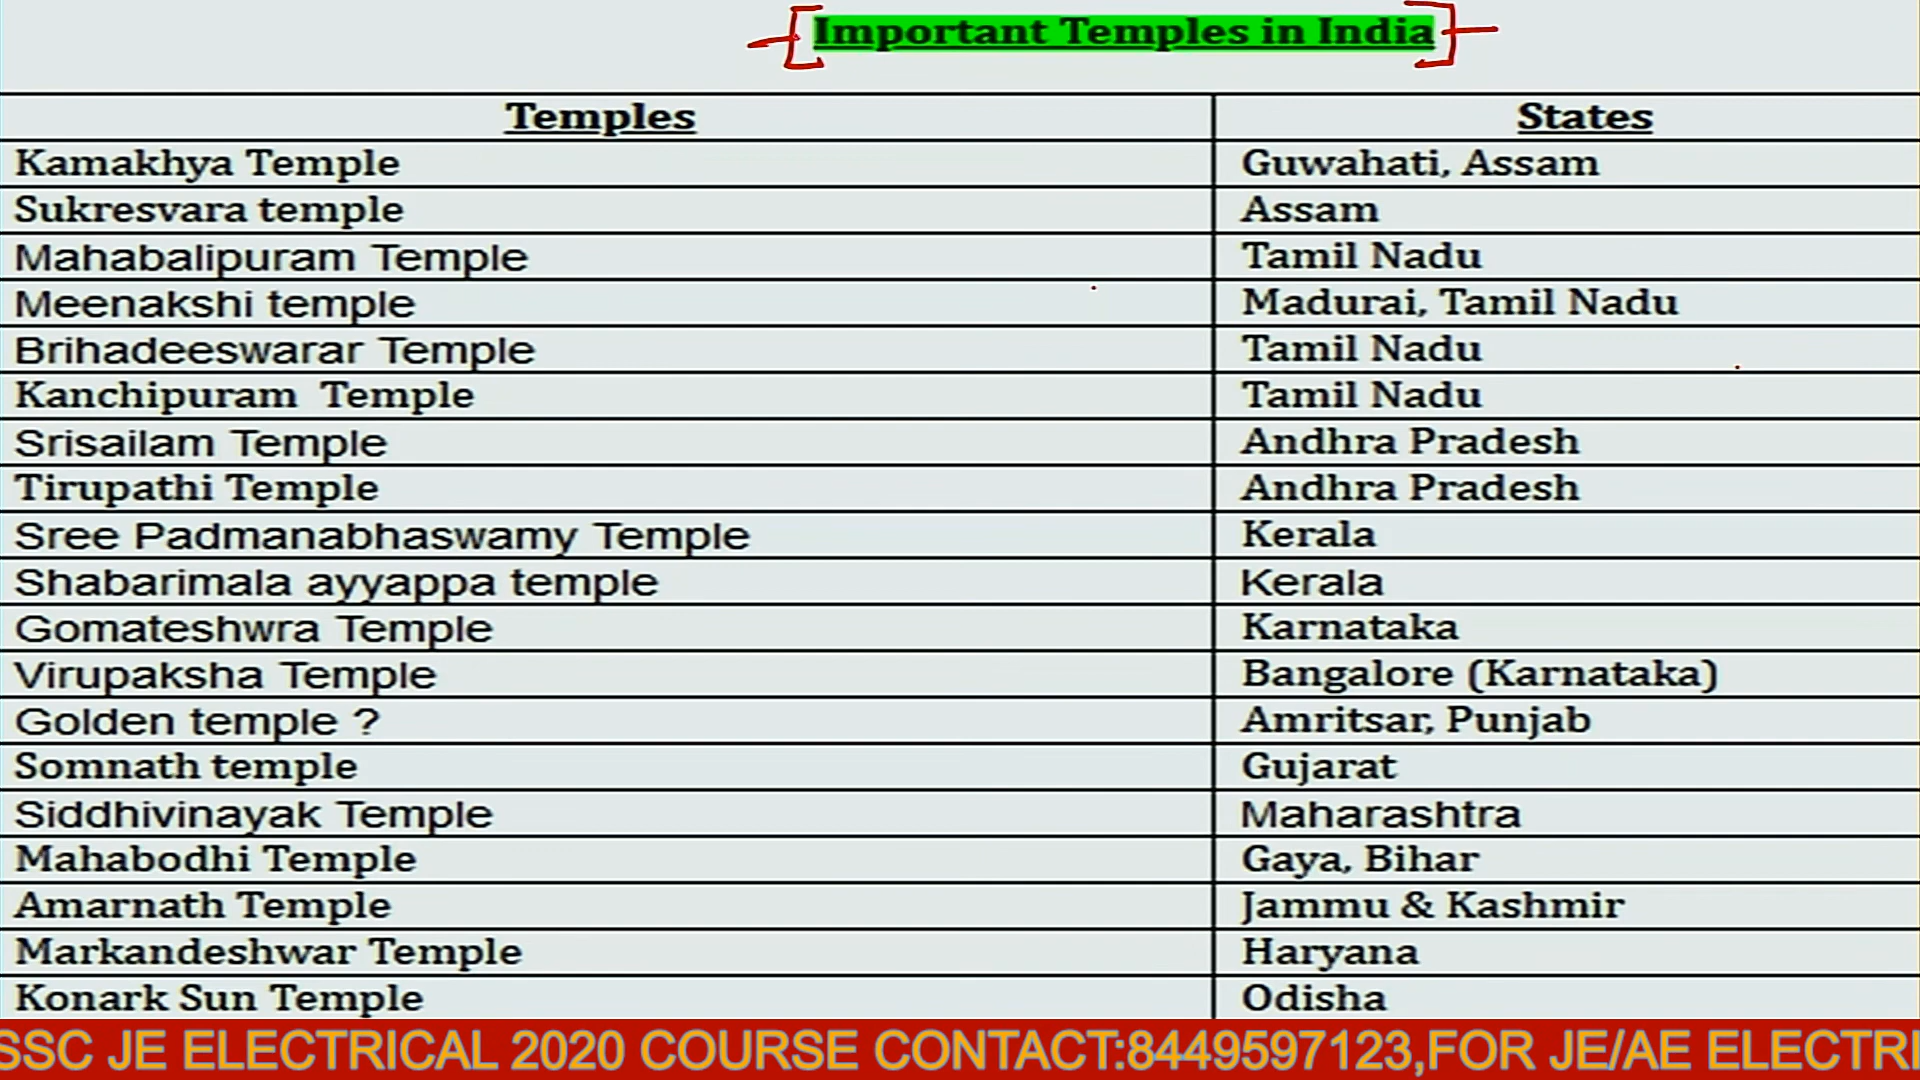 Important Temples in India
Temples States
Kamakhya Temple Guwahati, Assam
Sukresvara temple Assam
Mahabalipuram Temple Tamil Nadu
Meenakshi temple Madurai, Tamil Nadu
Brihadeeswarar Temple Tamil Nadu
Kanchipuram Temple Tamil Nadu
Srisailam Temple Andhra Pradesh
Tirupathi Temple Andhra Pradesh
Sree Padmanabhaswamy Temple Kerala
Shabarimala ayyappa temple Kerala
Gomateshwra Temple Karnataka
Virupaksha Temple Bangalore (Karnataka)
Golden temple ? Amritsar, Punjab
Somnath temple Gujarat
Siddhivinayak Temple Maharashtra
Mahabodhi Temple Gaya, Bihar
Amarnath Temple Jammu & Kashmir
Markandeshwar Temple Haryana
Konark Sun Temple Odisha
SSC JE ELECTRICAL 2020 COURSE CONTACT:8449597123,FOR JE/AE ELECTRI